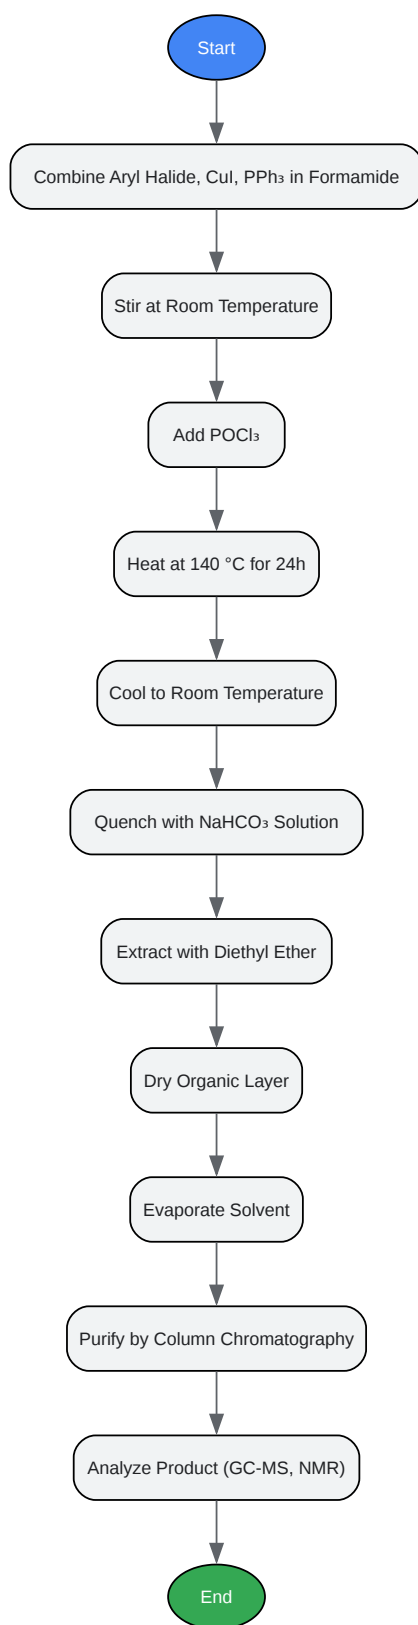 Start
Combine Aryl Halide, CuI, PPh₃ in Formamide
Stir at Room Temperature
Add POCl₃
Heat at 140 °C for 24h
Cool to Room Temperature
Quench with NaHCO₃ Solution
Extract with Diethyl Ether
Dry Organic Layer
Evaporate Solvent
Purify by Column Chromatography
Analyze Product (GC-MS, NMR)
End